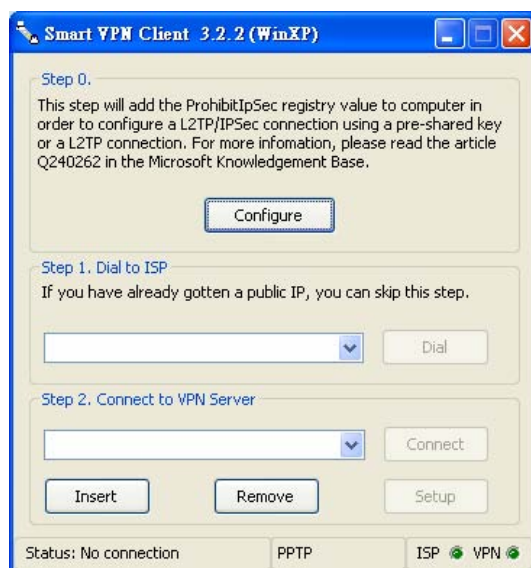 Smart VPN Client 3.2.2 (WinXP)
Step 0.
This step will add the ProhibitIpSec registry value to computer in
order to configure a L2TP/IPSec connection using a pre-shared key
or a L2TP connection. For more infomation, please read the article
Q240262 in the Microsoft Knowledgement Base.
Configure
Step 1. Dial to ISP
If you have already gotten a public IP, you can skip this step.
Dial
Step 2. Connect to VPN Server
Connect
Insert Remove Setup
Status: No connection PPTP ISP VPN